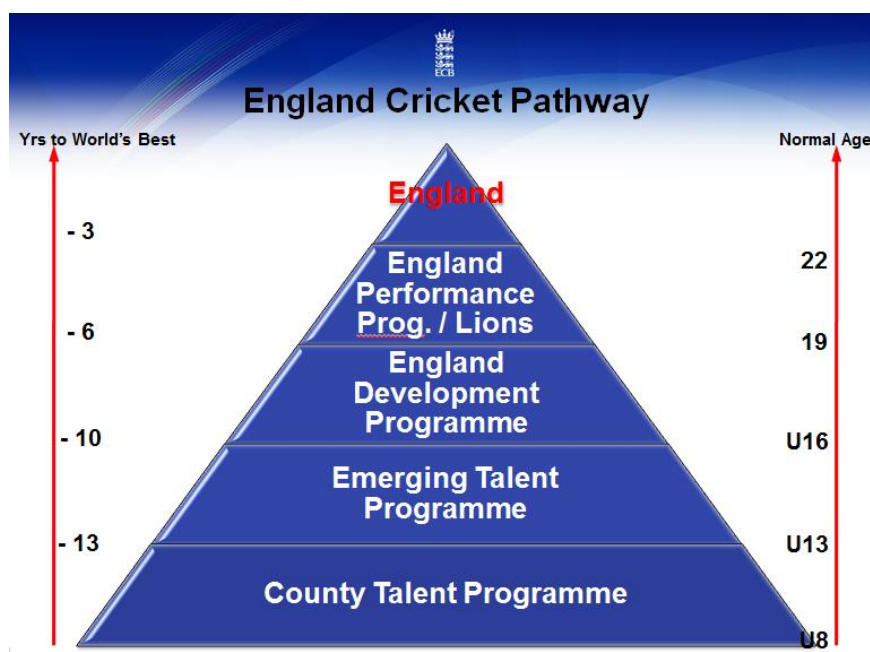 ECB
England Cricket Pathway
Yrs to World's Best
Normal Age
England
- 3
22
England
Performance
Prog. / Lions
- 6
19
England
Development
Programme
- 10
U16
Emerging Talent
Programme
- 13
U13
County Talent Programme
U8